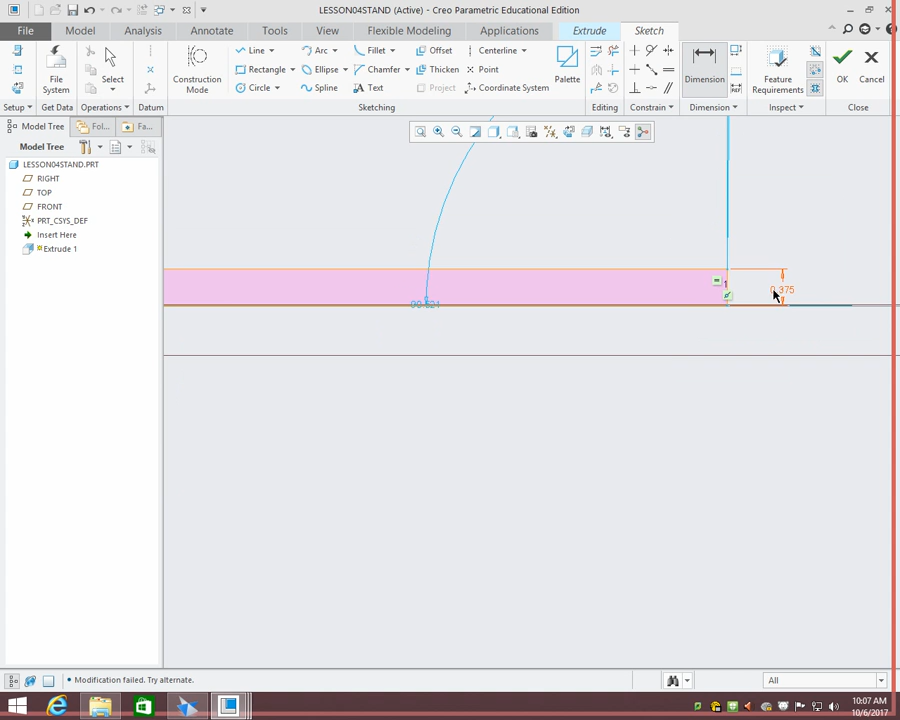 LESSON04STAND (Active) - Creo Parametric Educational Edition
File Model Analysis Annotate Tools View Flexible Modeling Applications Extrude Sketch
Line Arc Fillet Offset Centerline
Rectangle Ellipse Chamfer Thicken Point
Circle Spline Text Project Coordinate System
File System Select Construction Mode Palette Dimension Feature Requirements OK Cancel
Setup Get Data Operations Datum Sketching Editing Constrain Dimension Inspect Close
Model Tree Fol... Fa...
Model Tree
LESSON04STAND.PRT
RIGHT
TOP
FRONT
PRT_CSYS_DEF
Insert Here
Extrude 1
1
0.375
Modification failed. Try alternate.
All
10:07 AM
10/6/2017